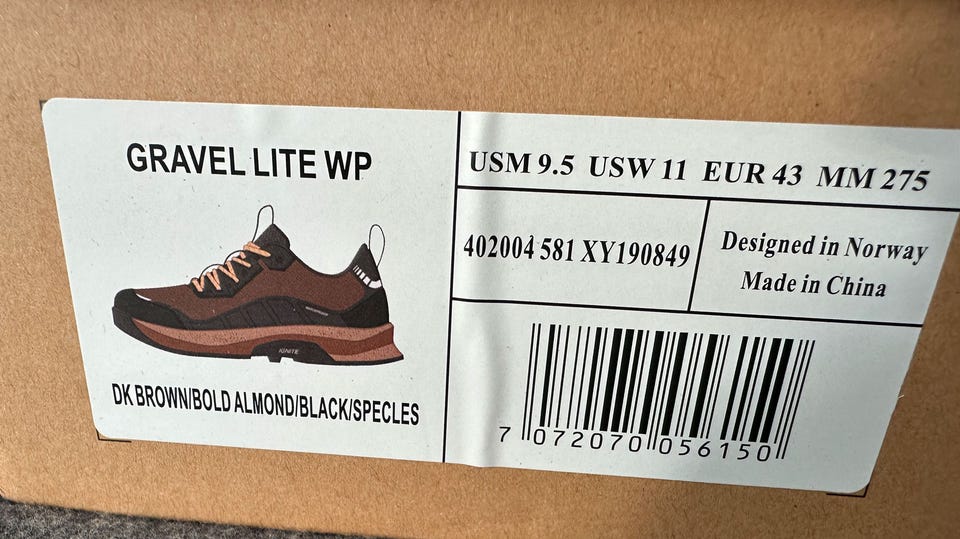 GRAVEL LITE WP
IGNITE
DK BROWN/BOLD ALMOND/BLACK/SPECLES
USM 9.5 USW 11 EUR 43 MM 275
402004 581 XY190849
Designed in Norway
Made in China
7 072070 056150